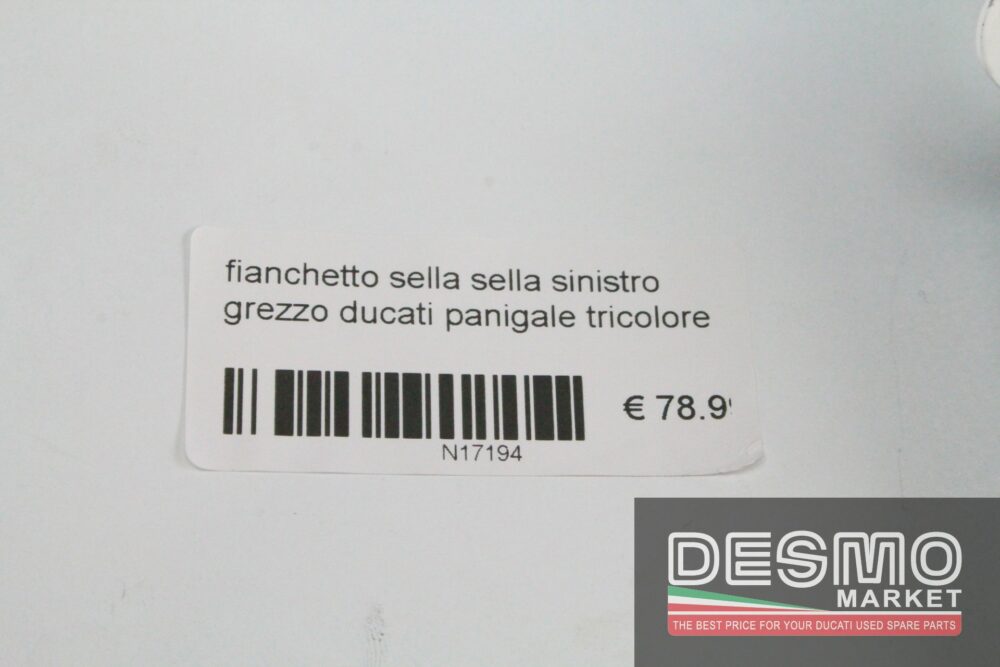 fianchetto sella sella sinistro
grezzo ducati panigale tricolore
€ 78.9
N17194
DESMO
MARKET
THE BEST PRICE FOR YOUR DUCATI USED SPARE PARTS